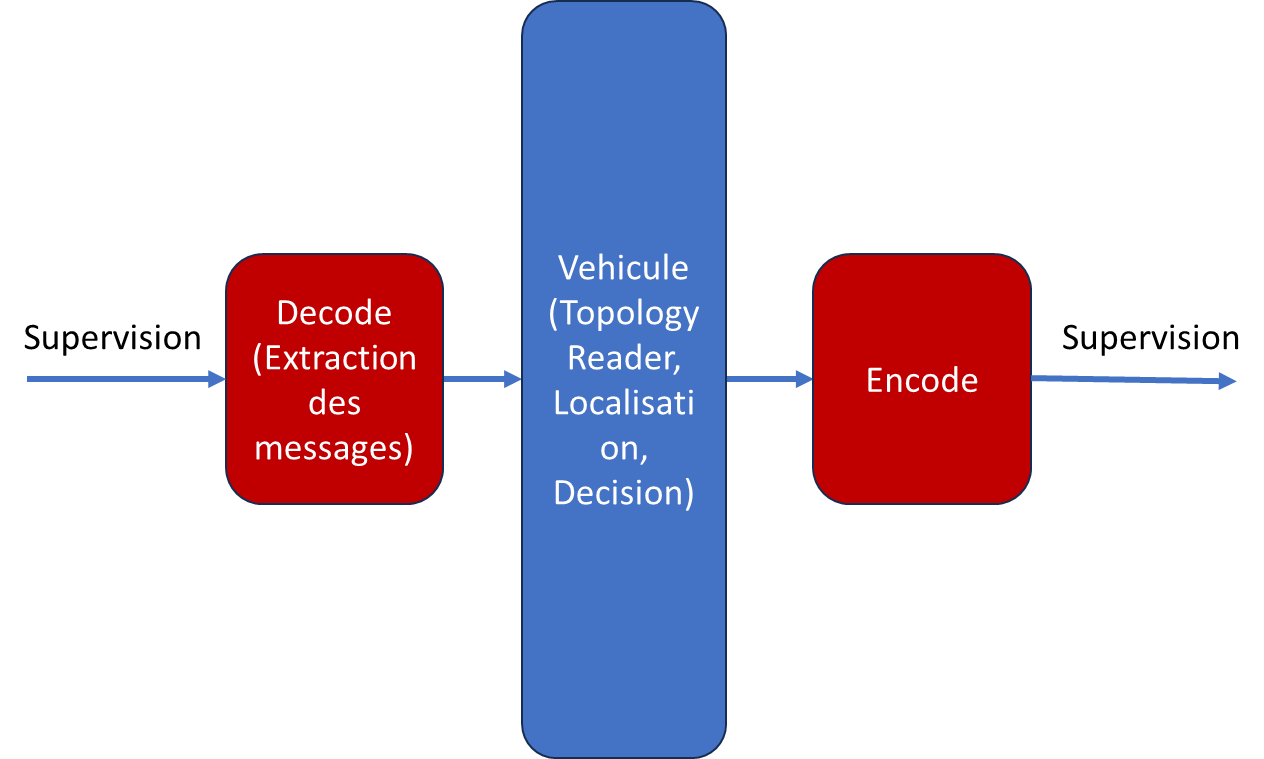 Supervision
Decode
(Extraction
des
messages)
Vehicule
(Topology
Reader,
Localisati
on,
Decision)
Encode
Supervision